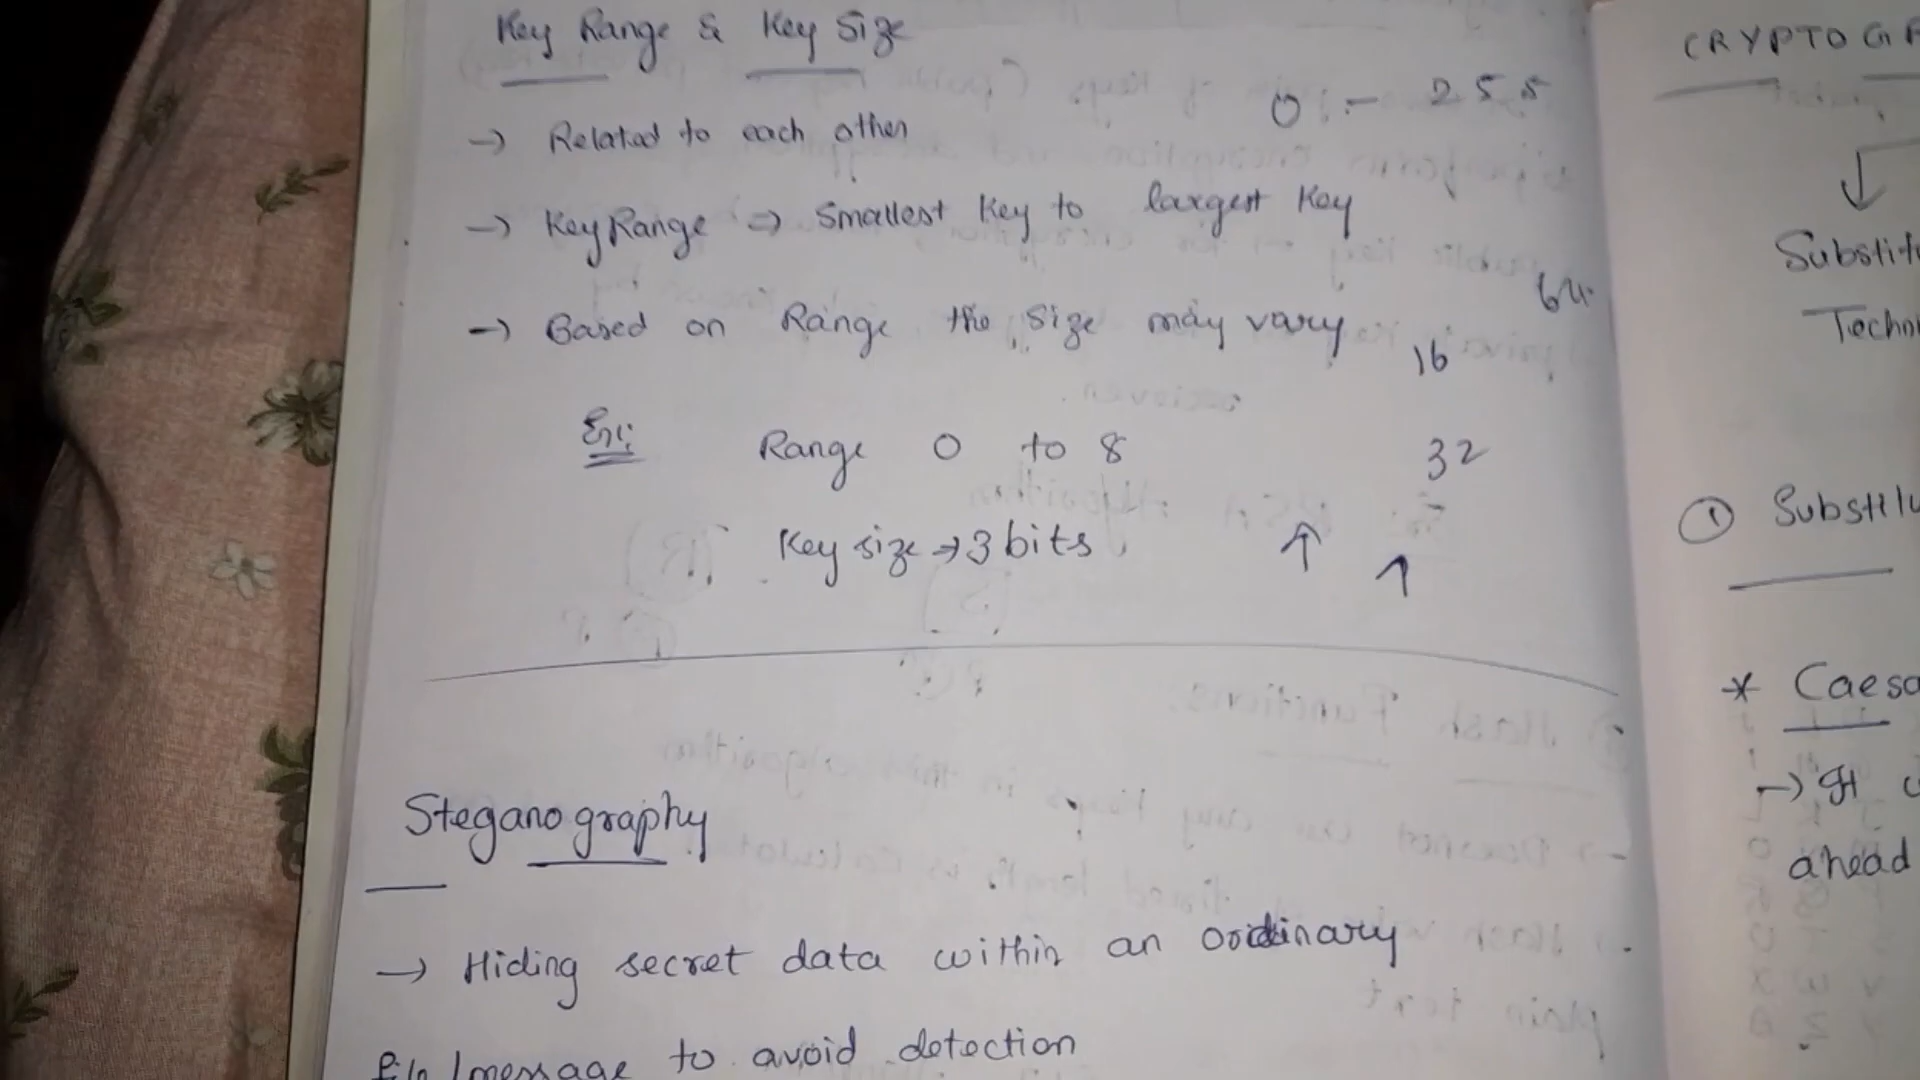 Key Range & Key Size
0 :- 255
→ Related to each other
→ Key Range ⇒ Smallest Key to largest Key
64
→ Based on Range the size may vary
16
Ex:
Range 0 to 8
32
Key size → 3 bits
↑ ↑
Steganography
→ Hiding secret data within an ordinary
file/message to avoid detection
CRYPTOGR
↓
Substitu
Techn
① Substitu
* Caesa
→ It
ahead